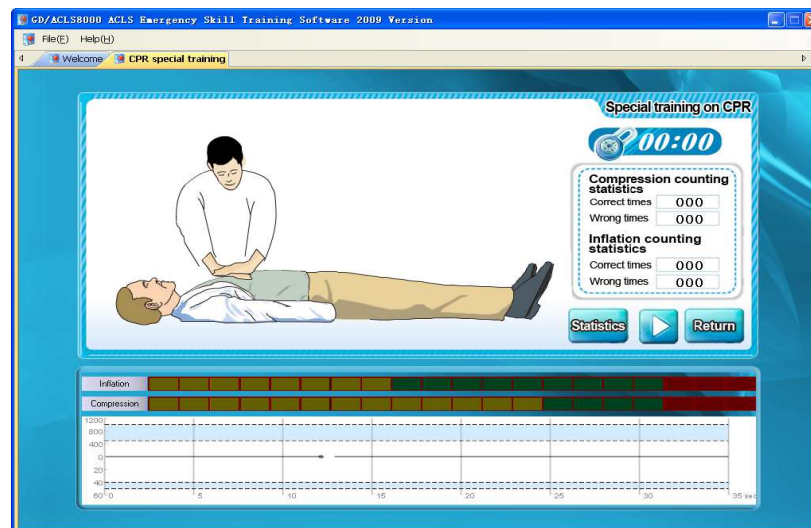 GD/ACLS8000 ACLS Emergency Skill Training Software 2009 Version
File(F) Help(H)
Welcome CPR special training
Special training on CPR
00:00
Compression counting
statistics
Correct times 000
Wrong times 000
Inflation counting
statistics
Correct times 000
Wrong times 000
Statistics Return
Inflation
Compression
1200
800
400
0
20
40
60 0 5 10 15 20 25 30 35 sec